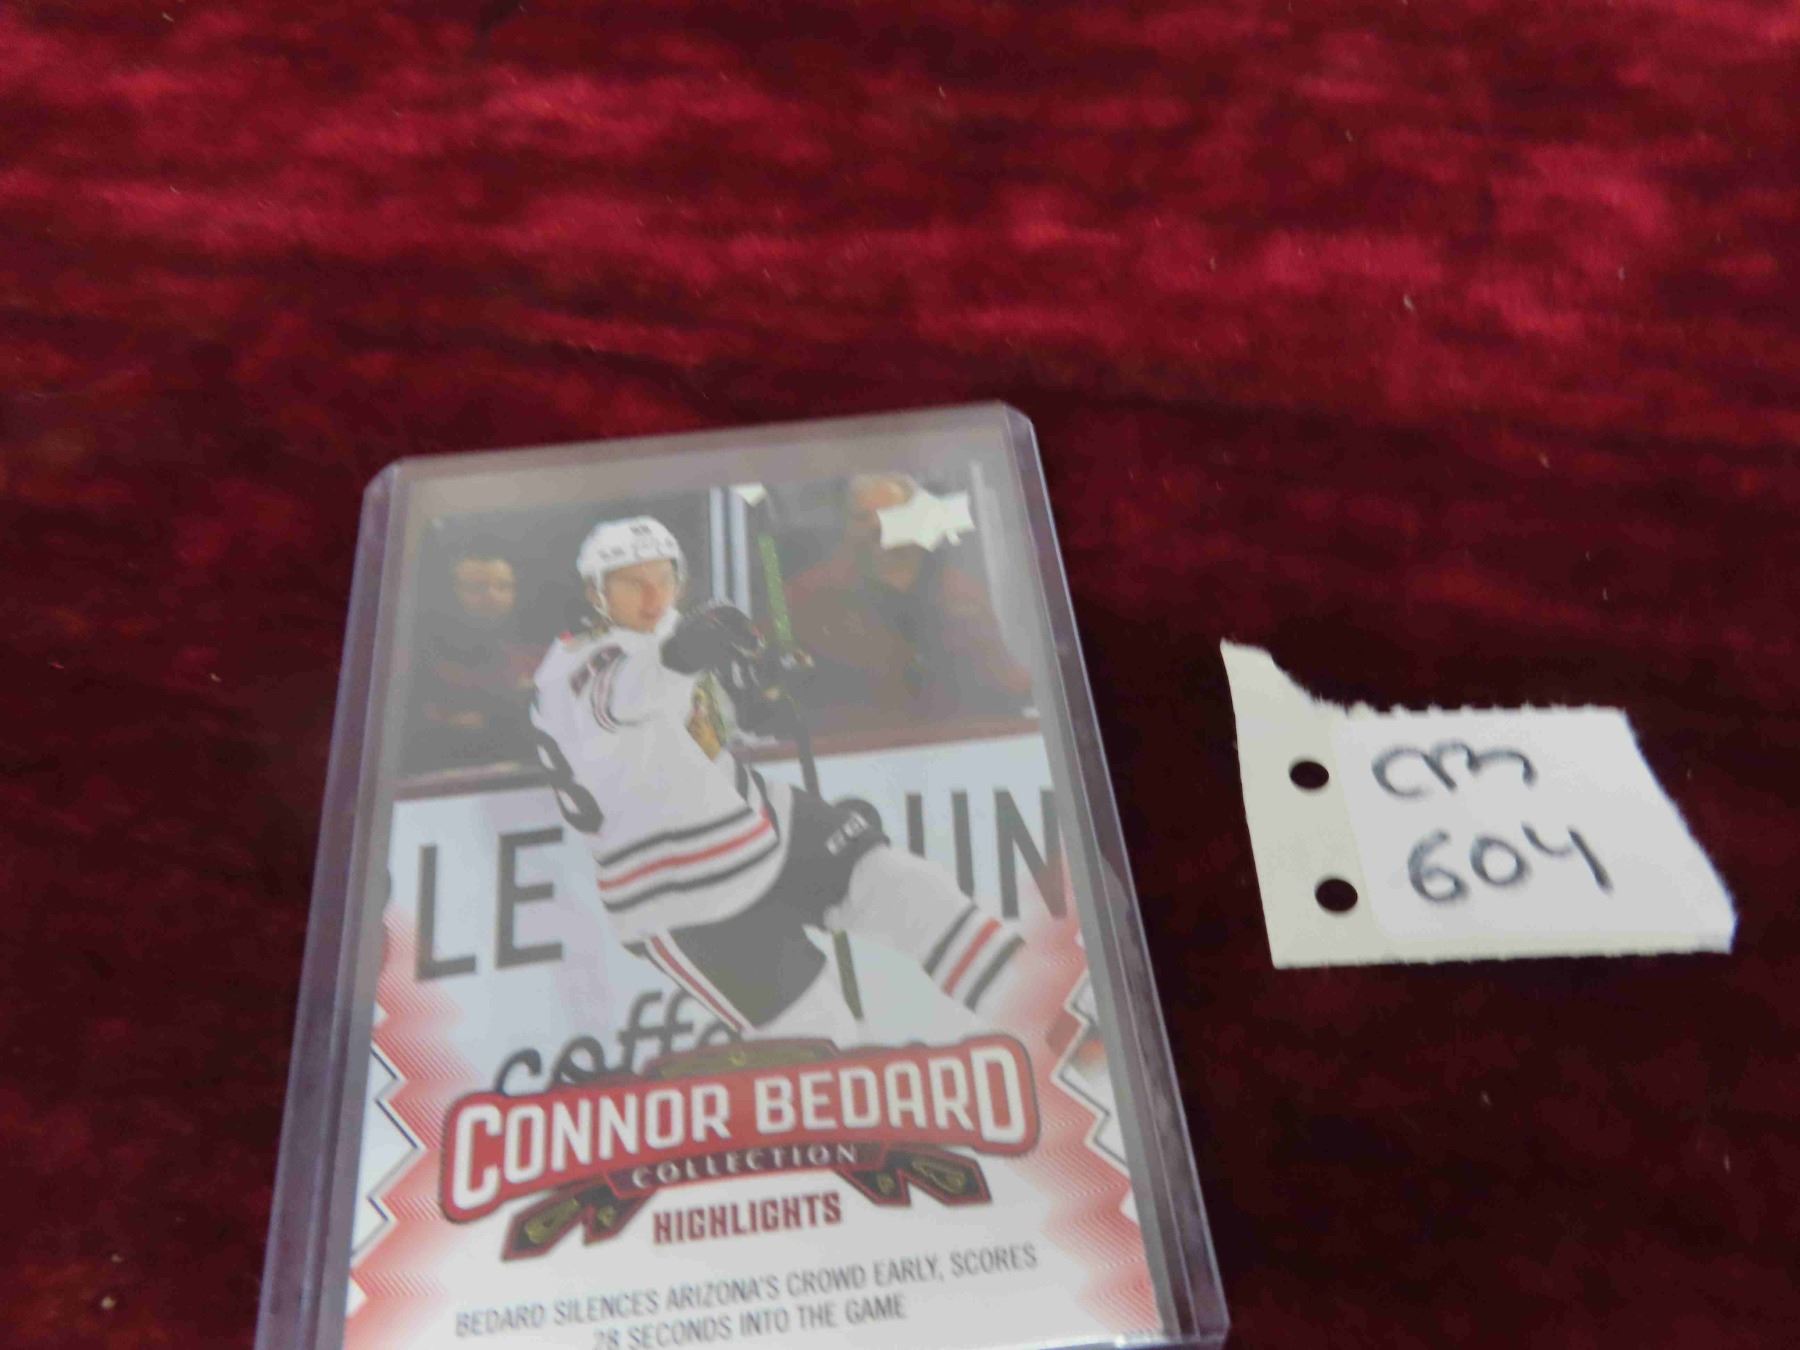 LE
UN
coffe
CONNOR BEDARD
COLLECTION
HIGHLIGHTS
BEDARD SILENCES ARIZONA'S CROWD EARLY, SCORES
28 SECONDS INTO THE GAME
CM
604